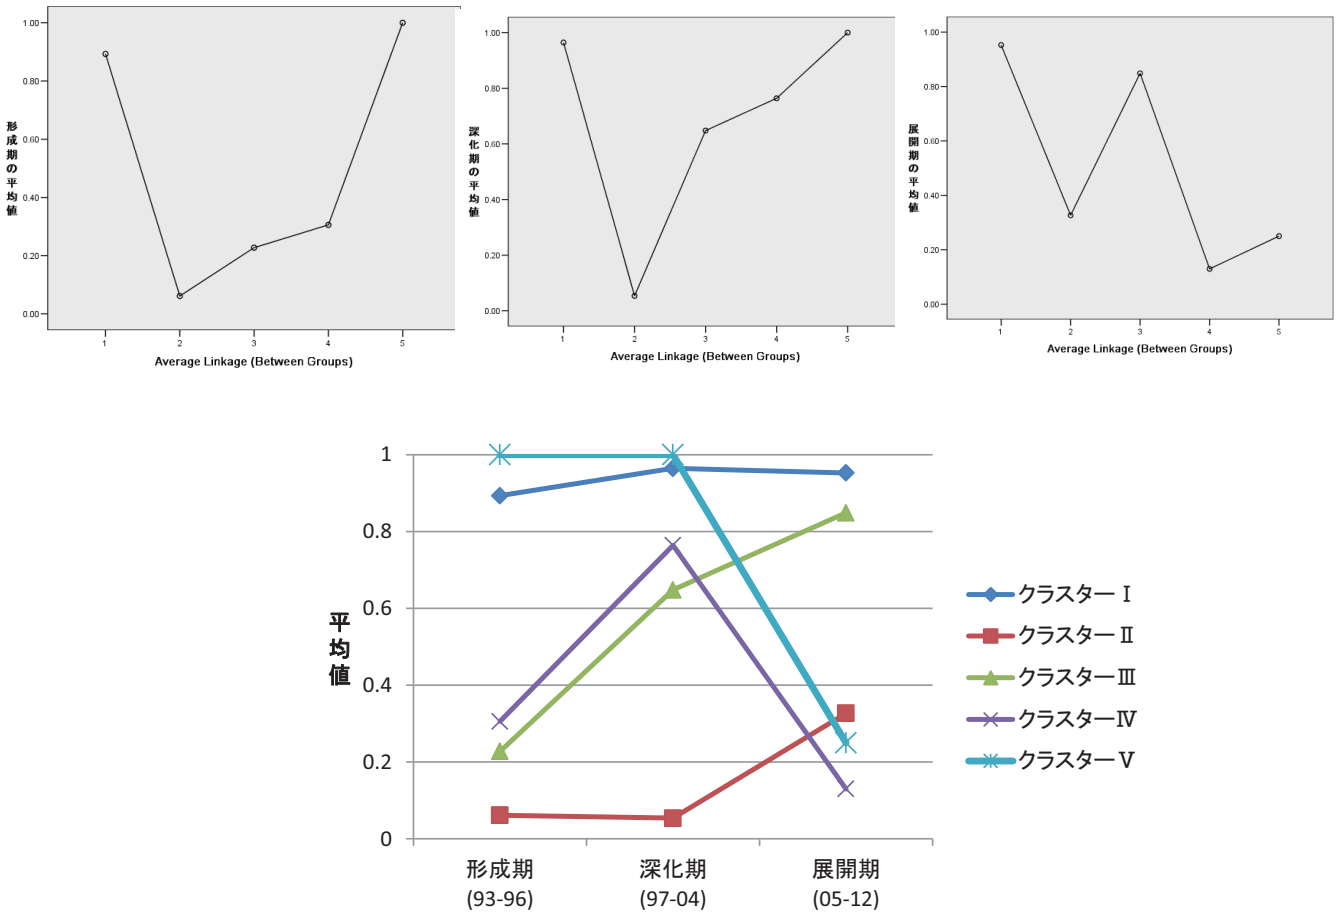 1.00
0.80
0.60
0.40
0.20
0.00
形成期の平均値
1 2 3 4 5
Average Linkage (Between Groups)
1.00
0.80
0.60
0.40
0.20
0.00
深化期の平均値
1 2 3 4 5
Average Linkage (Between Groups)
1.00
0.80
0.60
0.40
0.20
0.00
展開期の平均値
1 2 3 4 5
Average Linkage (Between Groups)
1
0.8
0.6
0.4
0.2
0
平均値
形成期 深化期 展開期
(93-96) (97-04) (05-12)
クラスターⅠ
クラスターⅡ
クラスターⅢ
クラスターⅣ
クラスターⅤ